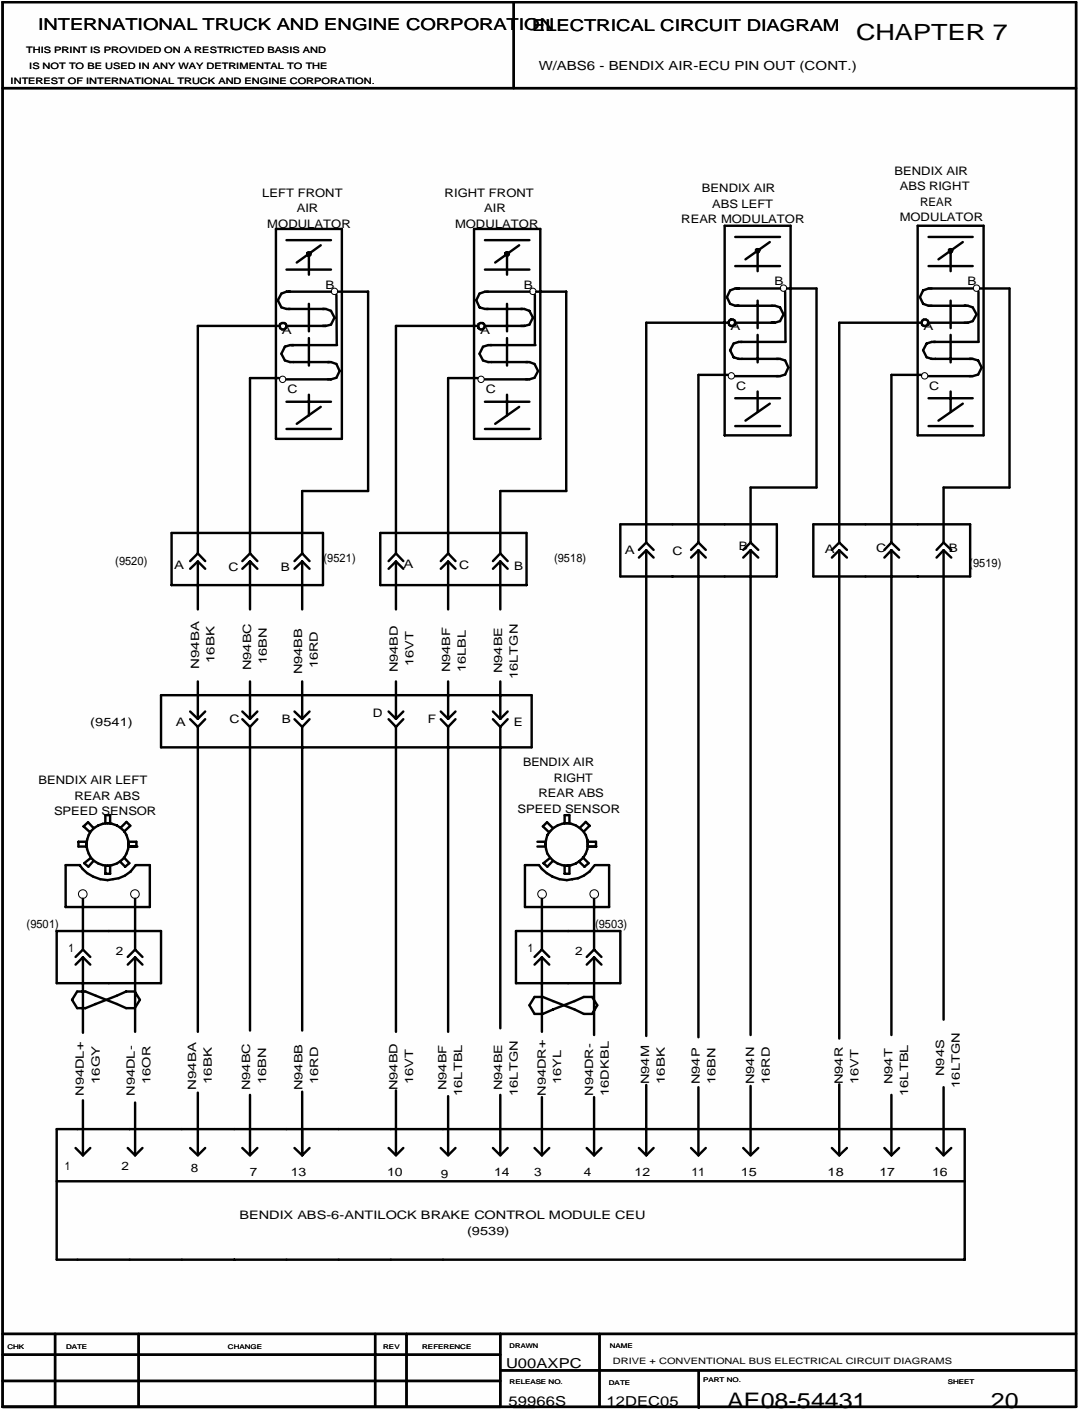 INTERNATIONAL TRUCK AND ENGINE CORPORATION
ELECTRICAL CIRCUIT DIAGRAM
CHAPTER 7
THIS PRINT IS PROVIDED ON A RESTRICTED BASIS AND
IS NOT TO BE USED IN ANY WAY DETRIMENTAL TO THE
INTEREST OF INTERNATIONAL TRUCK AND ENGINE CORPORATION.
W/ABS6 - BENDIX AIR-ECU PIN OUT (CONT.)
LEFT FRONT
AIR
MODULATOR
RIGHT FRONT
AIR
MODULATOR
BENDIX AIR
ABS LEFT
REAR MODULATOR
BENDIX AIR
ABS RIGHT
REAR
MODULATOR
B
A
C
B
A
C
B
A
C
B
A
C
(9520)
A
C
B
(9521)
A
C
B
(9518)
A
C
B
A
C
B
(9519)
N94BA
16BK
N94BC
16BN
N94BB
16RD
N94BD
16VT
N94BF
16LBL
N94BE
16LTGN
(9541)
A
C
B
D
F
E
BENDIX AIR LEFT
REAR ABS
SPEED SENSOR
BENDIX AIR
RIGHT
REAR ABS
SPEED SENSOR
(9501)
1
2
(9503)
1
2
N94DL+
16GY
N94DL-
16OR
N94BA
16BK
N94BC
16BN
N94BB
16RD
N94BD
16VT
N94BF
16LTBL
N94BE
16LTGN
N94DR+
16YL
N94DR-
16DKBL
N94M
16BK
N94P
16BN
N94N
16RD
N94R
16VT
N94T
16LTBL
N94S
16LTGN
1
2
8
7
13
10
9
14
3
4
12
11
15
18
17
16
BENDIX ABS-6-ANTILOCK BRAKE CONTROL MODULE CEU
(9539)
CHK
DATE
CHANGE
REV
REFERENCE
DRAWN
U00AXPC
NAME
DRIVE + CONVENTIONAL BUS ELECTRICAL CIRCUIT DIAGRAMS
RELEASE NO.
59966S
DATE
12DEC05
PART NO.
AE08-54431
SHEET
20